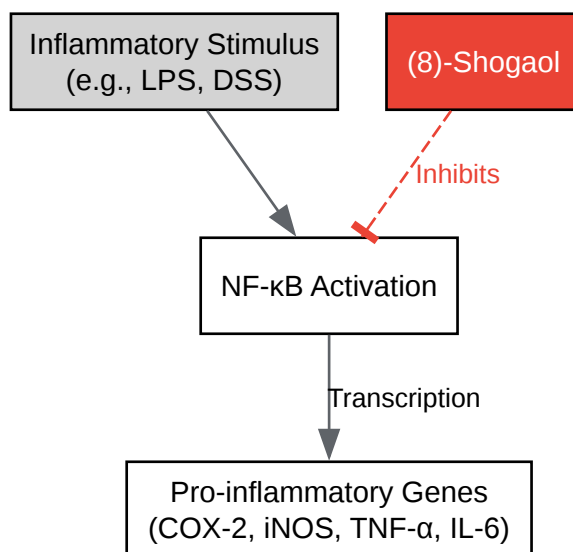 Inflammatory Stimulus
(e.g., LPS, DSS)
(8)-Shogaol
Inhibits
NF-κB Activation
Transcription
Pro-inflammatory Genes
(COX-2, iNOS, TNF-α, IL-6)